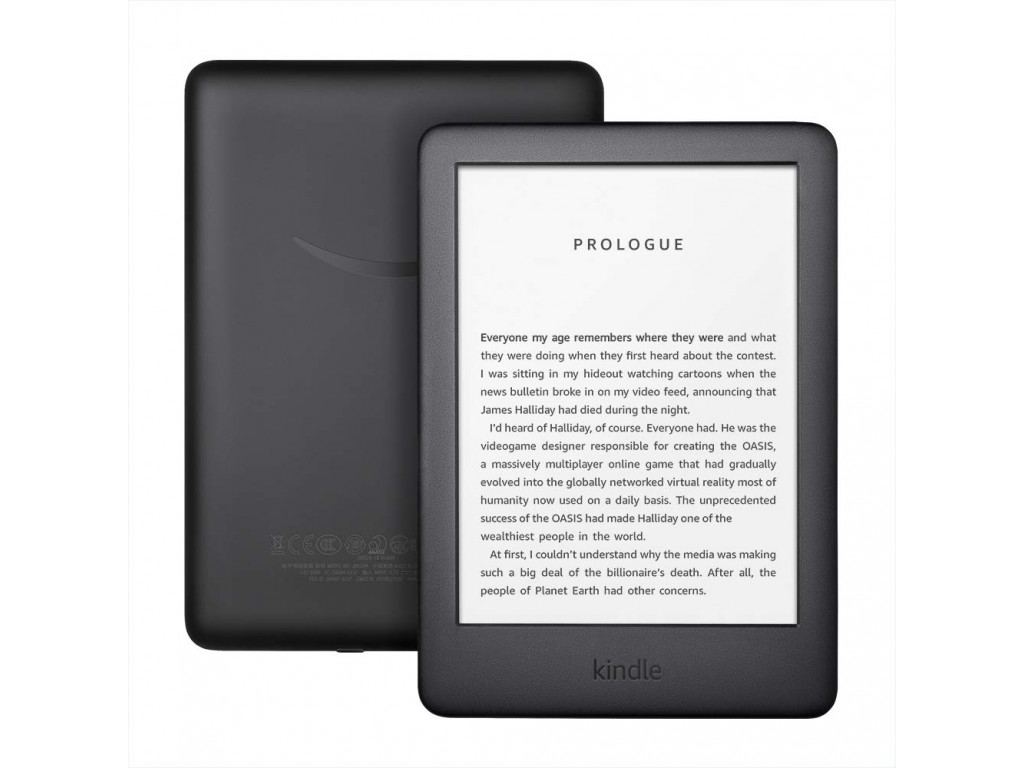 PROLOGUE
Everyone my age remembers where they were and what
they were doing when they first heard about the contest.
I was sitting in my hideout watching cartoons when the
news bulletin broke in on my video feed, announcing that
James Halliday had died during the night.
I'd heard of Halliday, of course. Everyone had. He was the
videogame designer responsible for creating the OASIS,
a massively multiplayer online game that had gradually
evolved into the globally networked virtual reality most of
humanity now used on a daily basis. The unprecedented
success of the OASIS had made Halliday one of the
wealthiest people in the world.
At first, I couldn't understand why the media was making
such a big deal of the billionaire's death. After all, the
people of Planet Earth had other concerns.
kindle